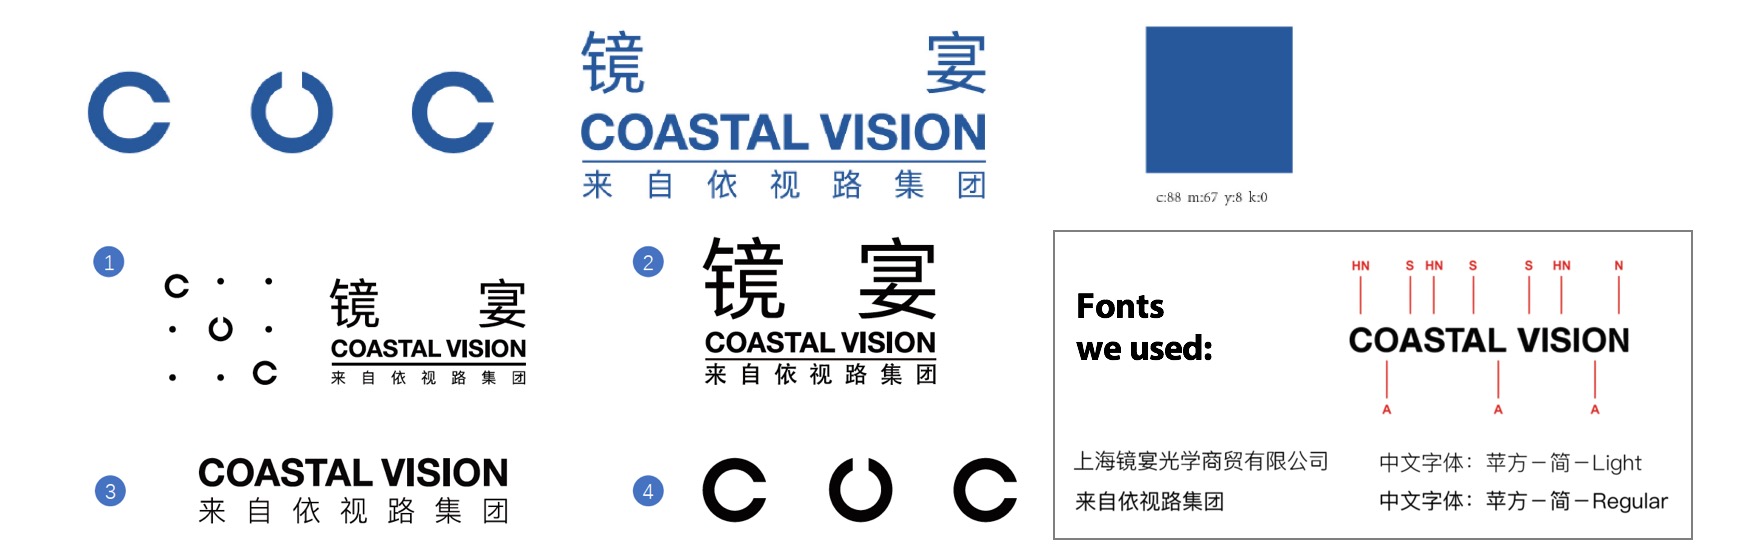 镜 宴
COASTAL VISION
来自依视路集团
c:88 m:67 y:8 k:0
1
镜 宴
COASTAL VISION
来自依视路集团
2
镜 宴
COASTAL VISION
来自依视路集团
3
COASTAL VISION
来自依视路集团
4
Fonts
we used:
HN S HN S S HN N
COASTAL VISION
A A A
上海镜宴光学商贸有限公司 中文字体：苹方－简－Light
来自依视路集团 中文字体：苹方－简－Regular